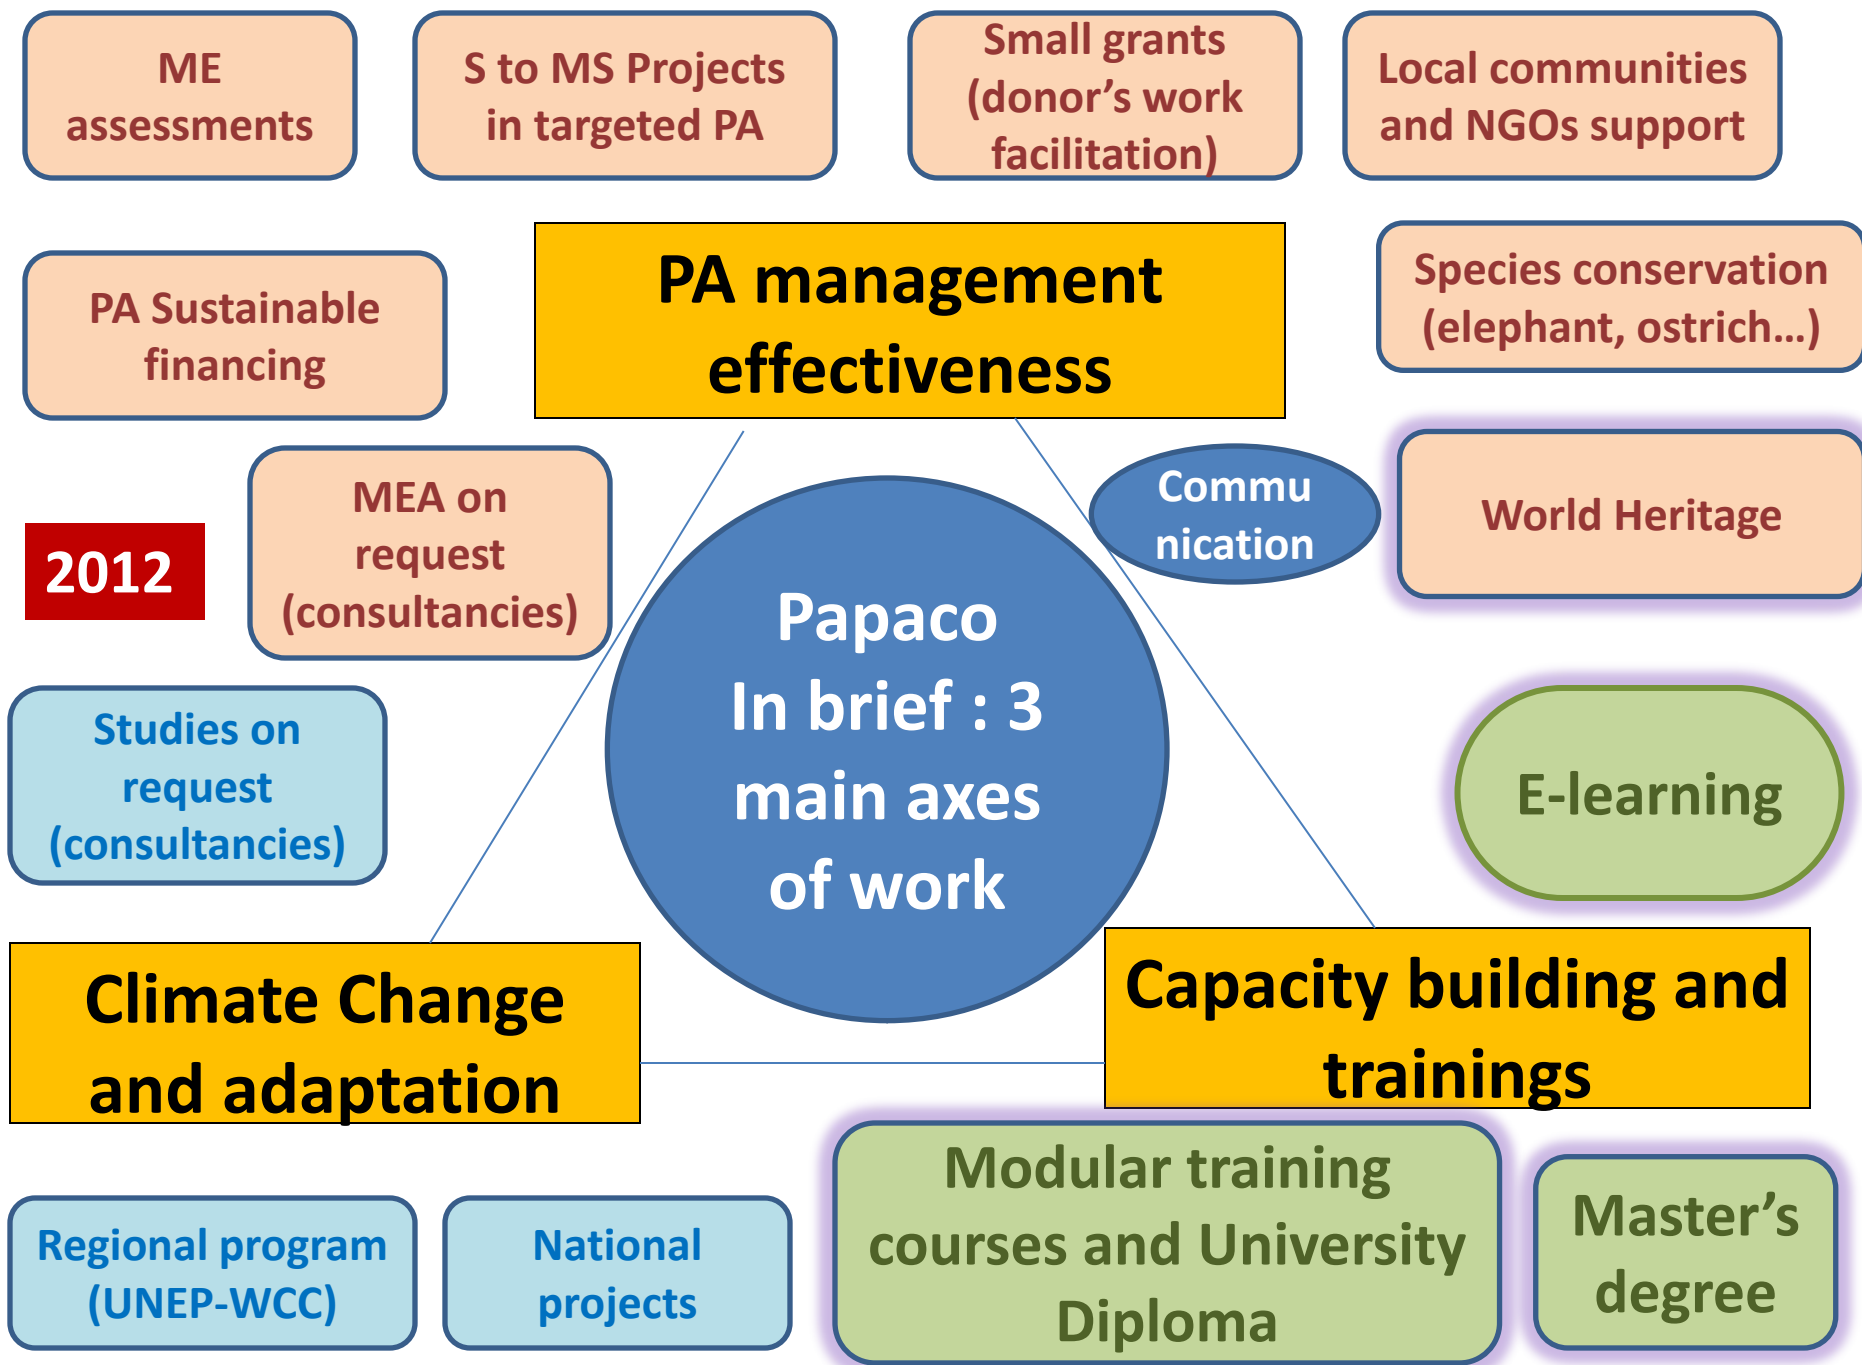 ME
assessments
S to MS Projects
in targeted PA
Small grants
(donor’s work
facilitation)
Local communities
and NGOs support
PA Sustainable
financing
PA management
effectiveness
Species conservation
(elephant, ostrich...)
MEA on
request
(consultancies)
Commu
nication
World Heritage
2012
Papaco
In brief : 3
main axes
of work
Studies on
request
(consultancies)
E-learning
Climate Change
and adaptation
Capacity building and
trainings
Regional program
(UNEP-WCC)
National
projects
Modular training
courses and University
Diploma
Master’s
degree